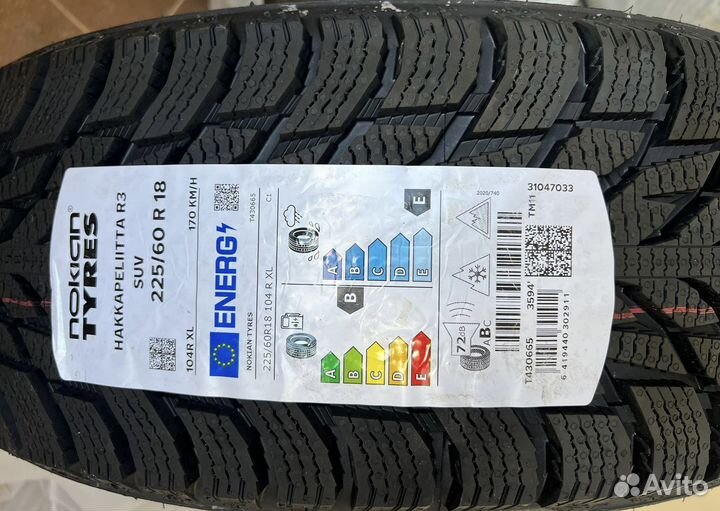 nokian
TYRES
HAKKAPELIITTA R3
SUV
225/60 R 18
104R XL
170 KM/H
ENERG
NOKIAN TYRES
T430665
225/60R18 104 R XL
C1
A B C D E
E
B
A B C D E
2020/740
72dB
ABC
31047033
TM11
3594'
T430665
6 419440 302911
Avito